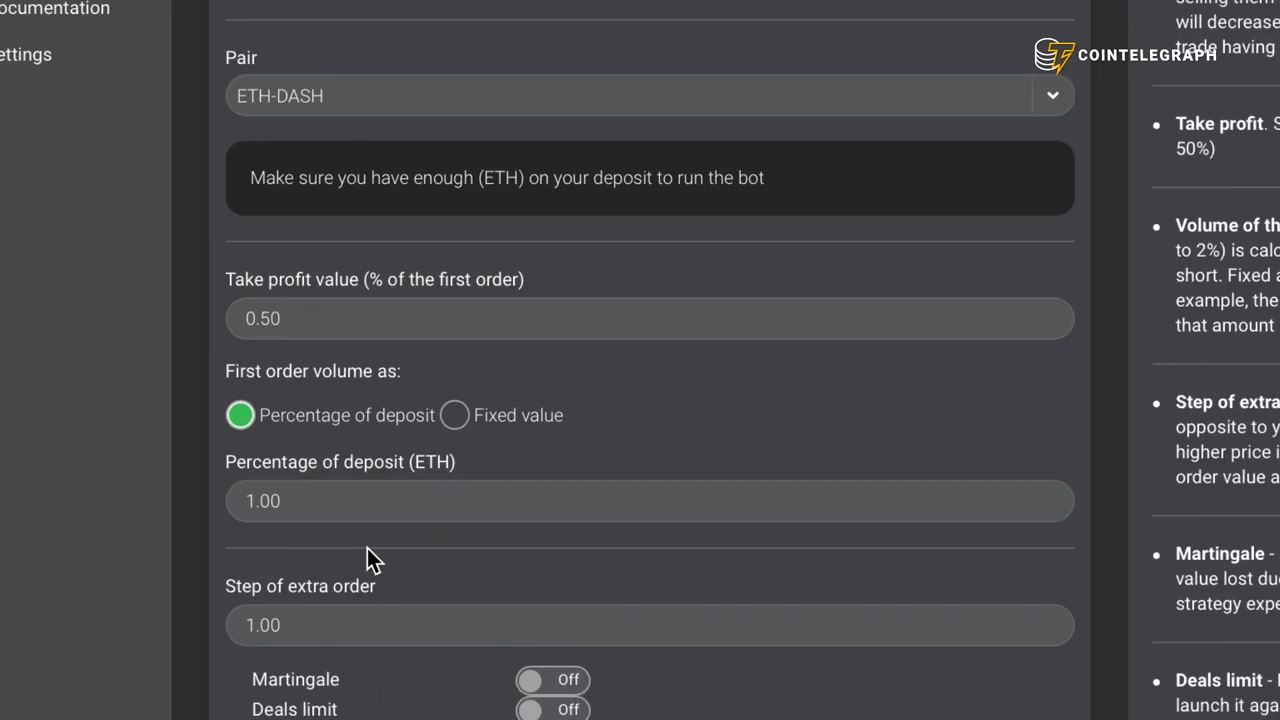 ocumentation
ettings
Pair
ETH-DASH
Make sure you have enough (ETH) on your deposit to run the bot
Take profit value (% of the first order)
0.50
First order volume as:
Percentage of deposit Fixed value
Percentage of deposit (ETH)
1.00
Step of extra order
1.00
Martingale Off
Deals limit Off
COINTELEGRAPH
selling them
will decrease
trade having
Take profit. S
50%)
Volume of th
to 2%) is calc
short. Fixed a
example, the
that amount
Step of extra
opposite to y
higher price i
order value a
Martingale -
value lost du
strategy expe
Deals limit - 
launch it aga